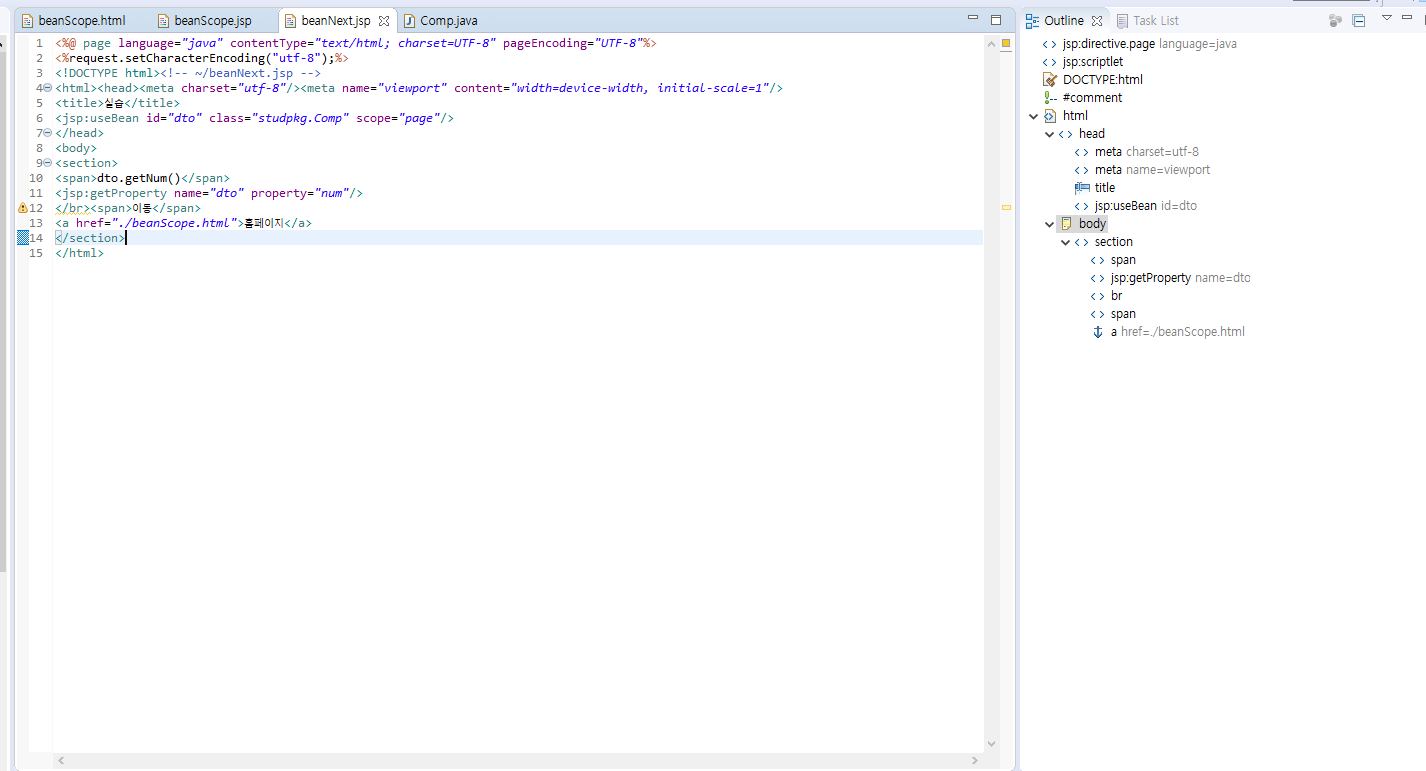 beanScope.html beanScope.jsp beanNext.jsp Comp.java
1 <%@ page language="java" contentType="text/html; charset=UTF-8" pageEncoding="UTF-8"%>
2 <%request.setCharacterEncoding("utf-8");%>
3 <!DOCTYPE html><!-- ~/beanNext.jsp -->
4 <html><head><meta charset="utf-8"/><meta name="viewport" content="width=device-width, initial-scale=1"/>
5 <title>실습</title>
6 <jsp:useBean id="dto" class="studpkg.Comp" scope="page"/>
7 </head>
8 <body>
9 <section>
10 <span>dto.getNum()</span>
11 <jsp:getProperty name="dto" property="num"/>
12 </br><span>이동</span>
13 <a href="./beanScope.html">홈페이지</a>
14 </section>
15 </html>
Outline Task List
jsp:directive.page language=java
jsp:scriptlet
DOCTYPE:html
#comment
html
head
meta charset=utf-8
meta name=viewport
title
jsp:useBean id=dto
body
section
span
jsp:getProperty name=dto
br
span
a href=./beanScope.html